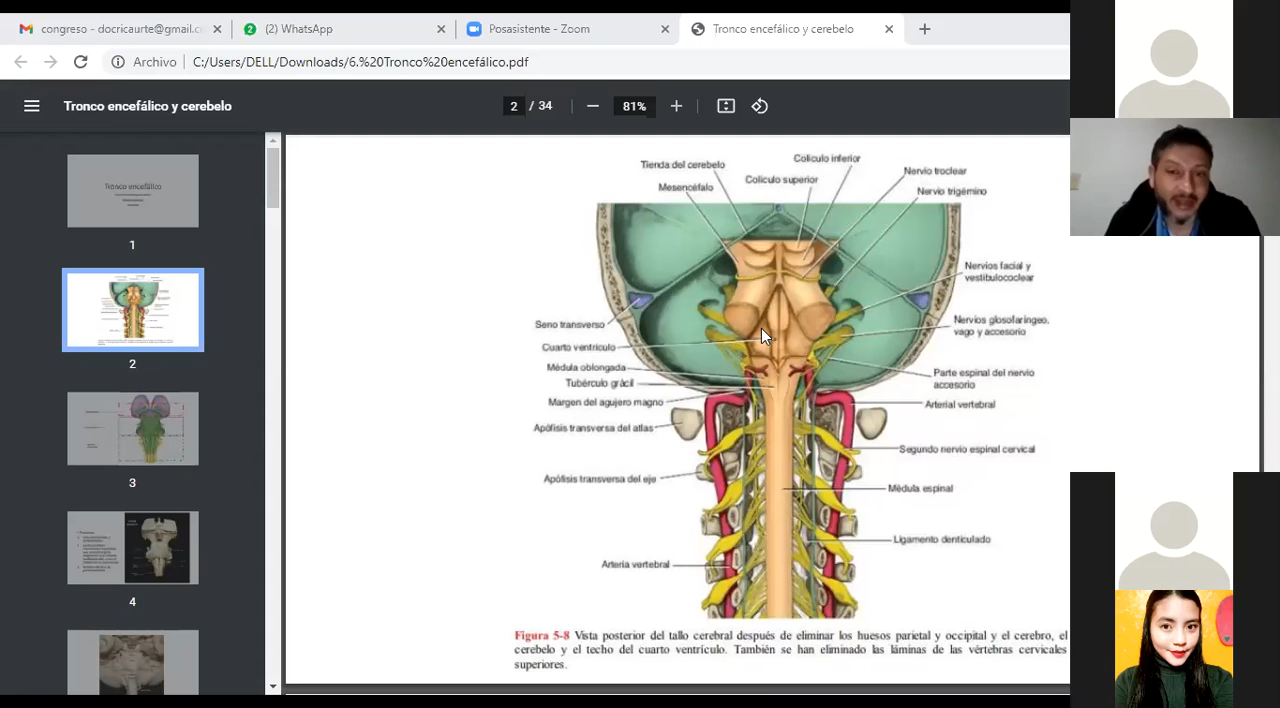 congreso - docricaurte@gmail.c
(2) WhatsApp
Posasistente - Zoom
Tronco encefálico y cerebelo
Archivo
C:/Users/DELL/Downloads/6.%20Tronco%20encefálico.pdf
Tronco encefálico y cerebelo
2 / 34
81%
Tronco encefálico
1
2
3
4
Tienda del cerebelo
Mesencéfalo
Colículo superior
Colículo inferior
Nervio troclear
Nervio trigémino
Nervios facial y
vestibulococlear
Nervios glosofaríngeo,
vago y accesorio
Parte espinal del nervio
accesorio
Arterial vertebral
Segundo nervio espinal cervical
Médula espinal
Ligamento denticulado
Seno transverso
Cuarto ventrículo
Médula oblongada
Tubérculo grácil
Margen del agujero magno
Apófisis transversa del atlas
Apófisis transversa del eje
Arteria vertebral
Figura 5-8 Vista posterior del tallo cerebral después de eliminar los huesos parietal y occipital y el cerebro, el
cerebelo y el techo del cuarto ventrículo. También se han eliminado las láminas de las vértebras cervicales
superiores.